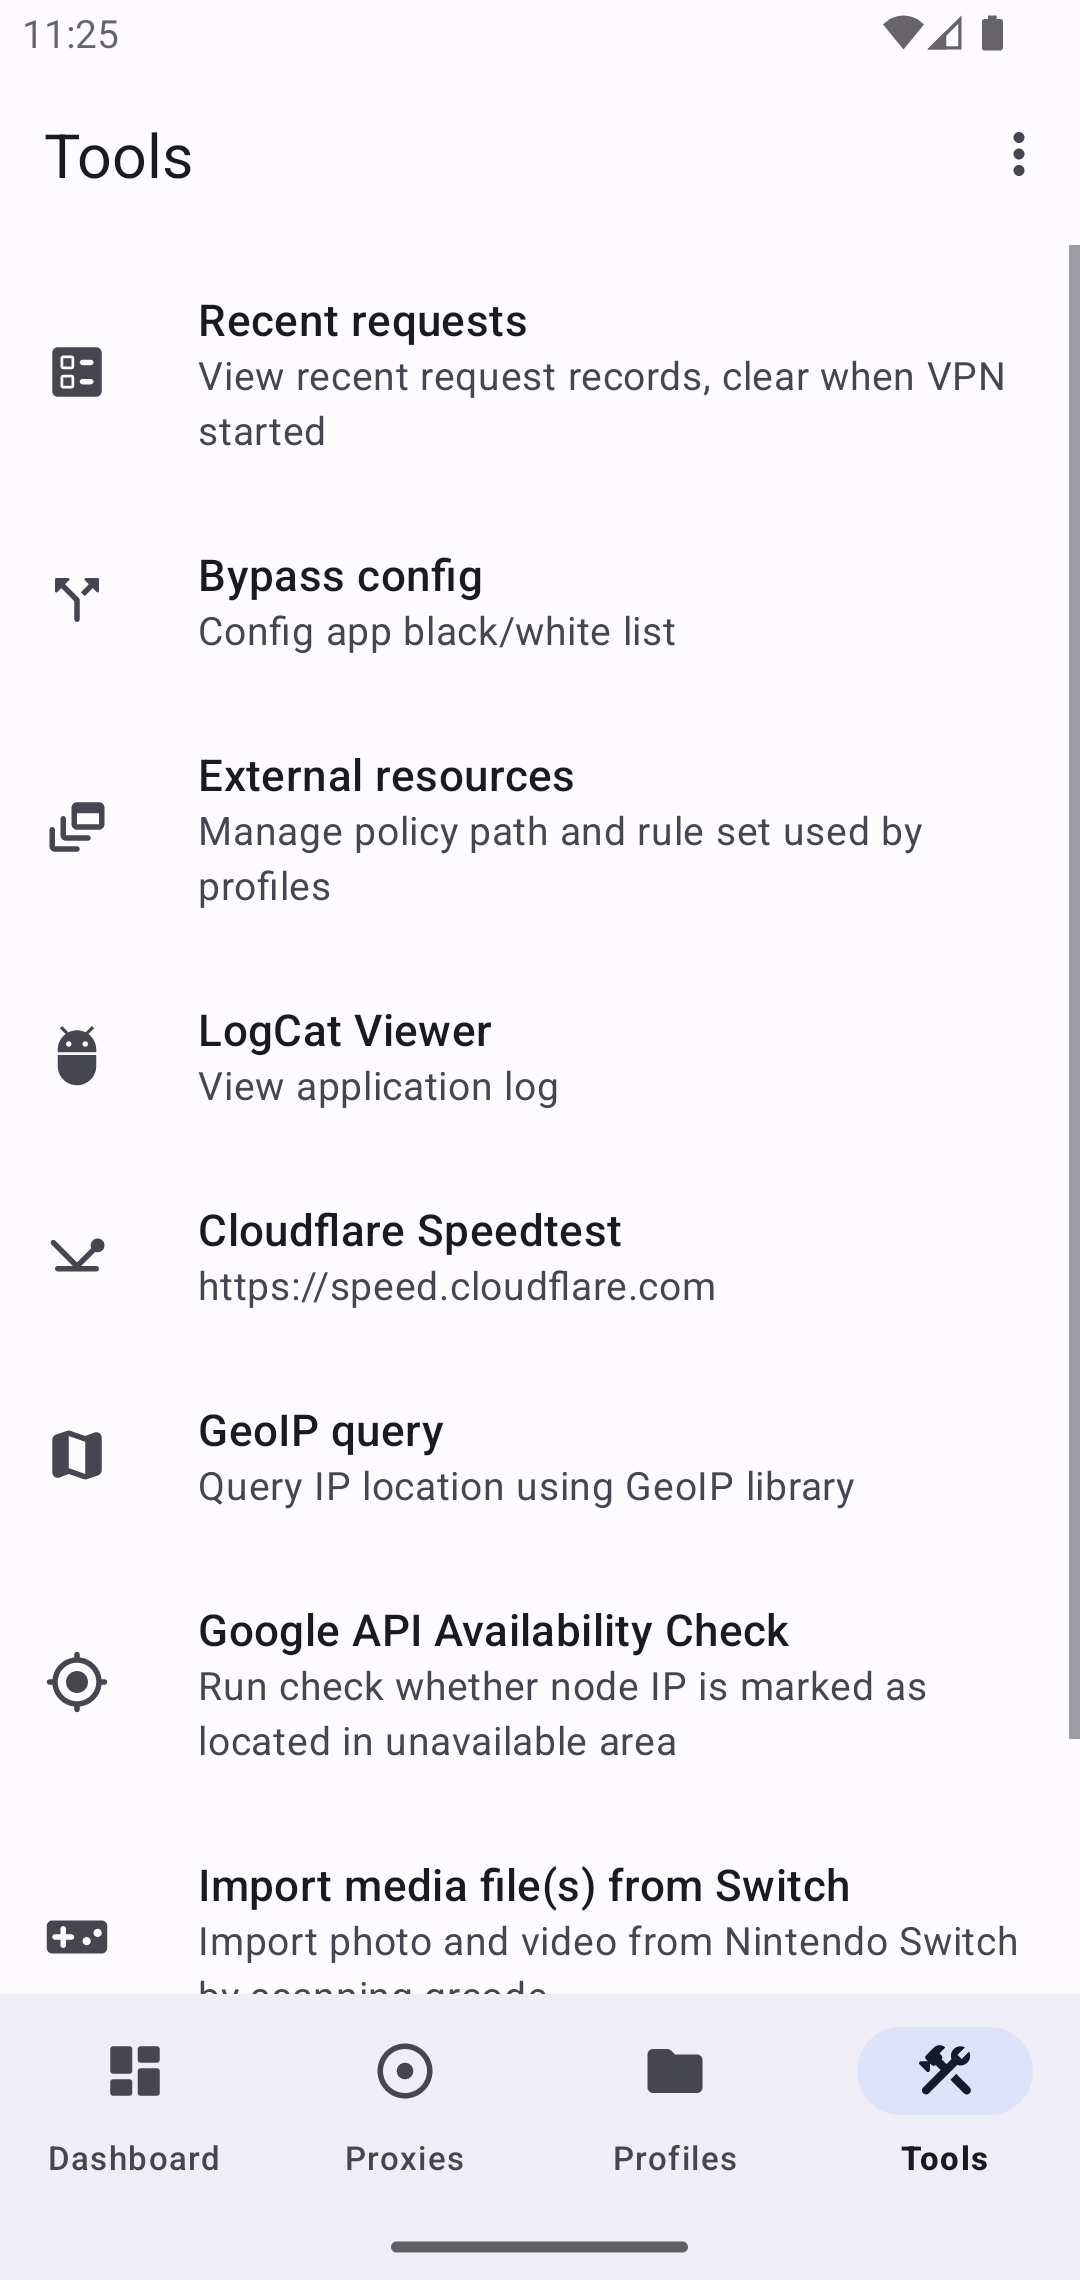 11:25
Tools
Recent requests
View recent request records, clear when VPN
started
Bypass config
Config app black/white list
External resources
Manage policy path and rule set used by
profiles
LogCat Viewer
View application log
Cloudflare Speedtest
https://speed.cloudflare.com
GeoIP query
Query IP location using GeoIP library
Google API Availability Check
Run check whether node IP is marked as
located in unavailable area
Import media file(s) from Switch
Import photo and video from Nintendo Switch
by scanning qrcode
Dashboard
Proxies
Profiles
Tools